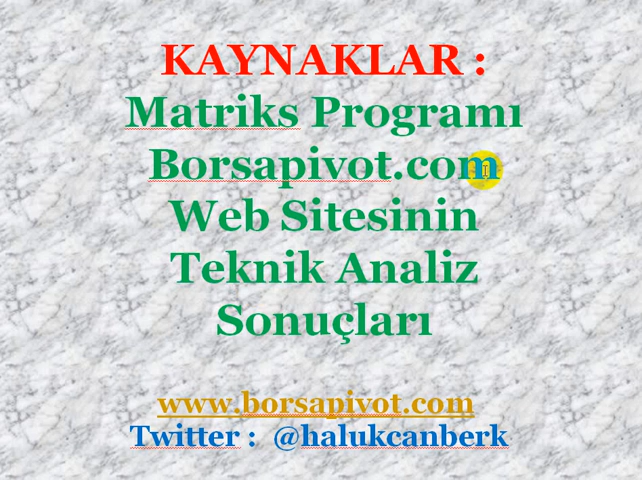 KAYNAKLAR :
Matriks Programı
Borsapivot.com
Web Sitesinin
Teknik Analiz
Sonuçları
www.borsapivot.com
Twitter : @halukcanberk